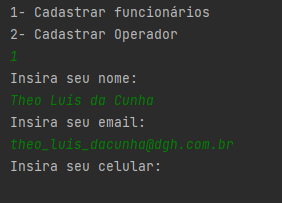 1- Cadastrar funcionários
2- Cadastrar Operador
1
Insira seu nome:
Theo Luis da Cunha
Insira seu email:
theo_luis_dacunha@dgh.com.br
Insira seu celular: